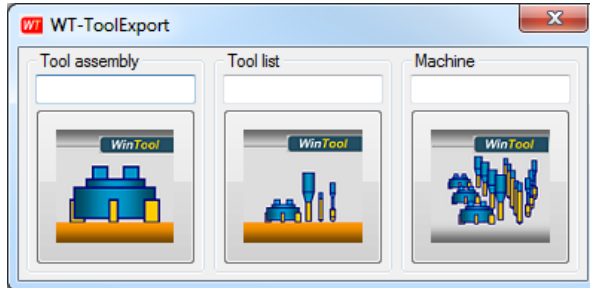 WT WT-ToolExport
Tool assembly
Tool list
Machine
WinTool
WinTool
WinTool